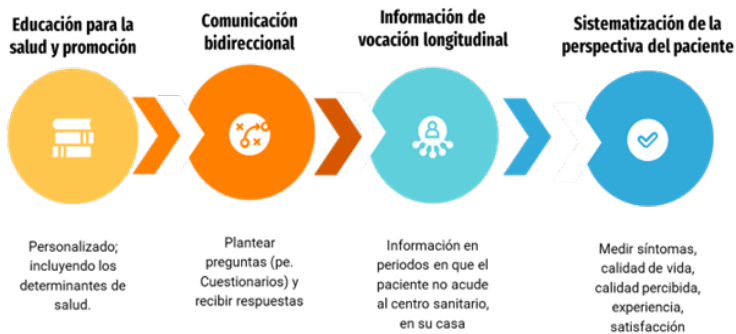 Educación para la
salud y promoción
Comunicación
bidireccional
Información de
vocación longitudinal
Sistematización de la
perspectiva del paciente
Personalizado;
incluyendo los
determinantes de
salud.
Plantear
preguntas (pe.
Cuestionarios) y
recibir respuestas
Información en
periodos en que el
paciente no acude
al centro sanitario,
en su casa
Medir síntomas,
calidad de vida,
calidad percibida,
experiencia,
satisfacción